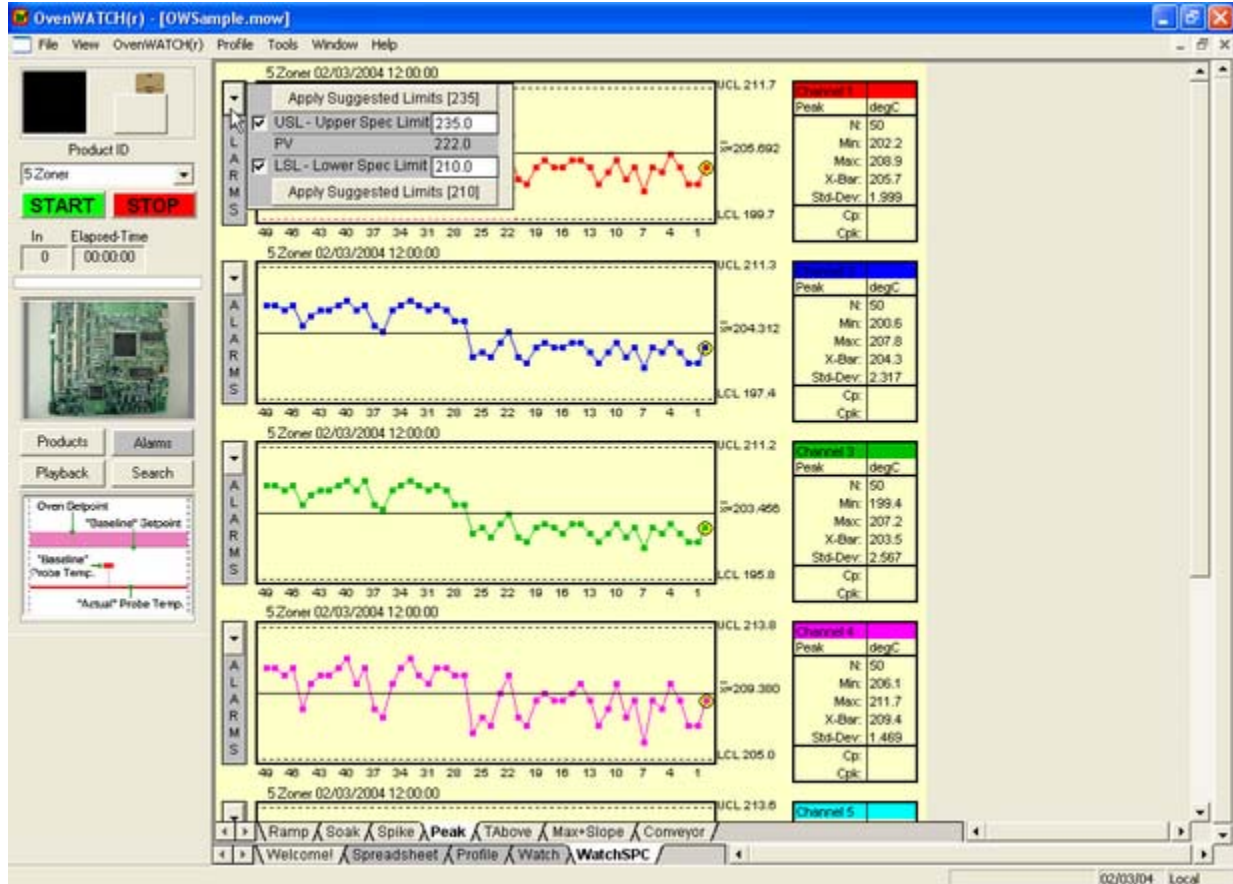 OvenWATCH(r) - [OWSample.mow]
File View OvenWATCH(r) Profile Tools Window Help
Product ID
5 Zoner
START STOP
In Elapsed-Time
0 00:00:00
Products Alarms
Playback Search
Oven Setpoint
"Baseline" Setpoint
"Baseline"
Probe Temp.
"Actual" Probe Temp.
5 Zoner 02/03/2004 12:00:00
Apply Suggested Limits [235]
USL - Upper Spec Limit 235.0
PV 222.0
LSL - Lower Spec Limit 210.0
Apply Suggested Limits [210]
ALARMS
UCL 211.7
x=205.692
LCL 199.7
49 46 43 40 37 34 31 28 25 22 19 16 13 10 7 4 1
Channel 1
Peak degC
N: 50
Min: 202.2
Max: 208.9
X-Bar: 205.7
Std-Dev: 1.999
Cp:
Cpk:
5 Zoner 02/03/2004 12:00:00
ALARMS
UCL 211.3
x=204.312
LCL 197.4
49 46 43 40 37 34 31 28 25 22 19 16 13 10 7 4 1
Channel 2
Peak degC
N: 50
Min: 200.6
Max: 207.8
X-Bar: 204.3
Std-Dev: 2.317
Cp:
Cpk:
5 Zoner 02/03/2004 12:00:00
ALARMS
UCL 211.2
x=203.466
LCL 195.8
49 46 43 40 37 34 31 28 25 22 19 16 13 10 7 4 1
Channel 3
Peak degC
N: 50
Min: 199.4
Max: 207.2
X-Bar: 203.5
Std-Dev: 2.567
Cp:
Cpk:
5 Zoner 02/03/2004 12:00:00
ALARMS
UCL 213.8
x=209.380
LCL 205.0
49 46 43 40 37 34 31 28 25 22 19 16 13 10 7 4 1
Channel 4
Peak degC
N: 50
Min: 206.1
Max: 211.7
X-Bar: 209.4
Std-Dev: 1.469
Cp:
Cpk:
5 Zoner 02/03/2004 12:00:00
UCL 213.6
Channel 5
Ramp Soak Spike Peak TAbove Max+Slope Conveyor
Welcome! Spreadsheet Profile Watch WatchSPC
02/03/04 Local